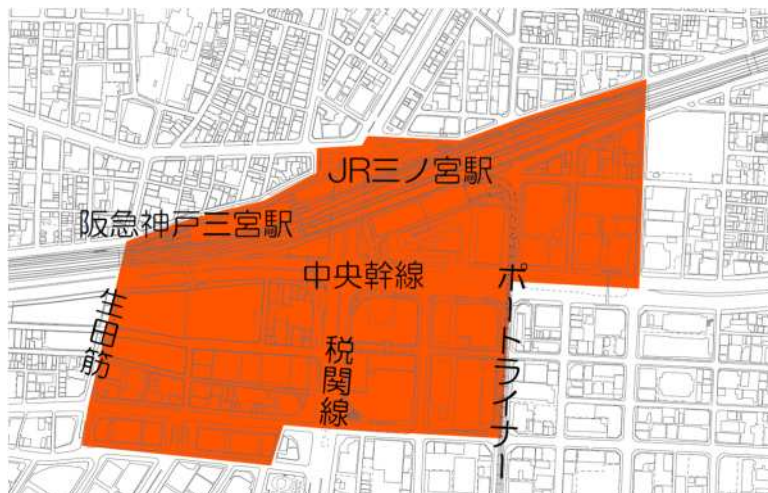 JR三ノ宮駅
阪急神戸三宮駅
中央幹線
ポートライナー
生田筋
税関線